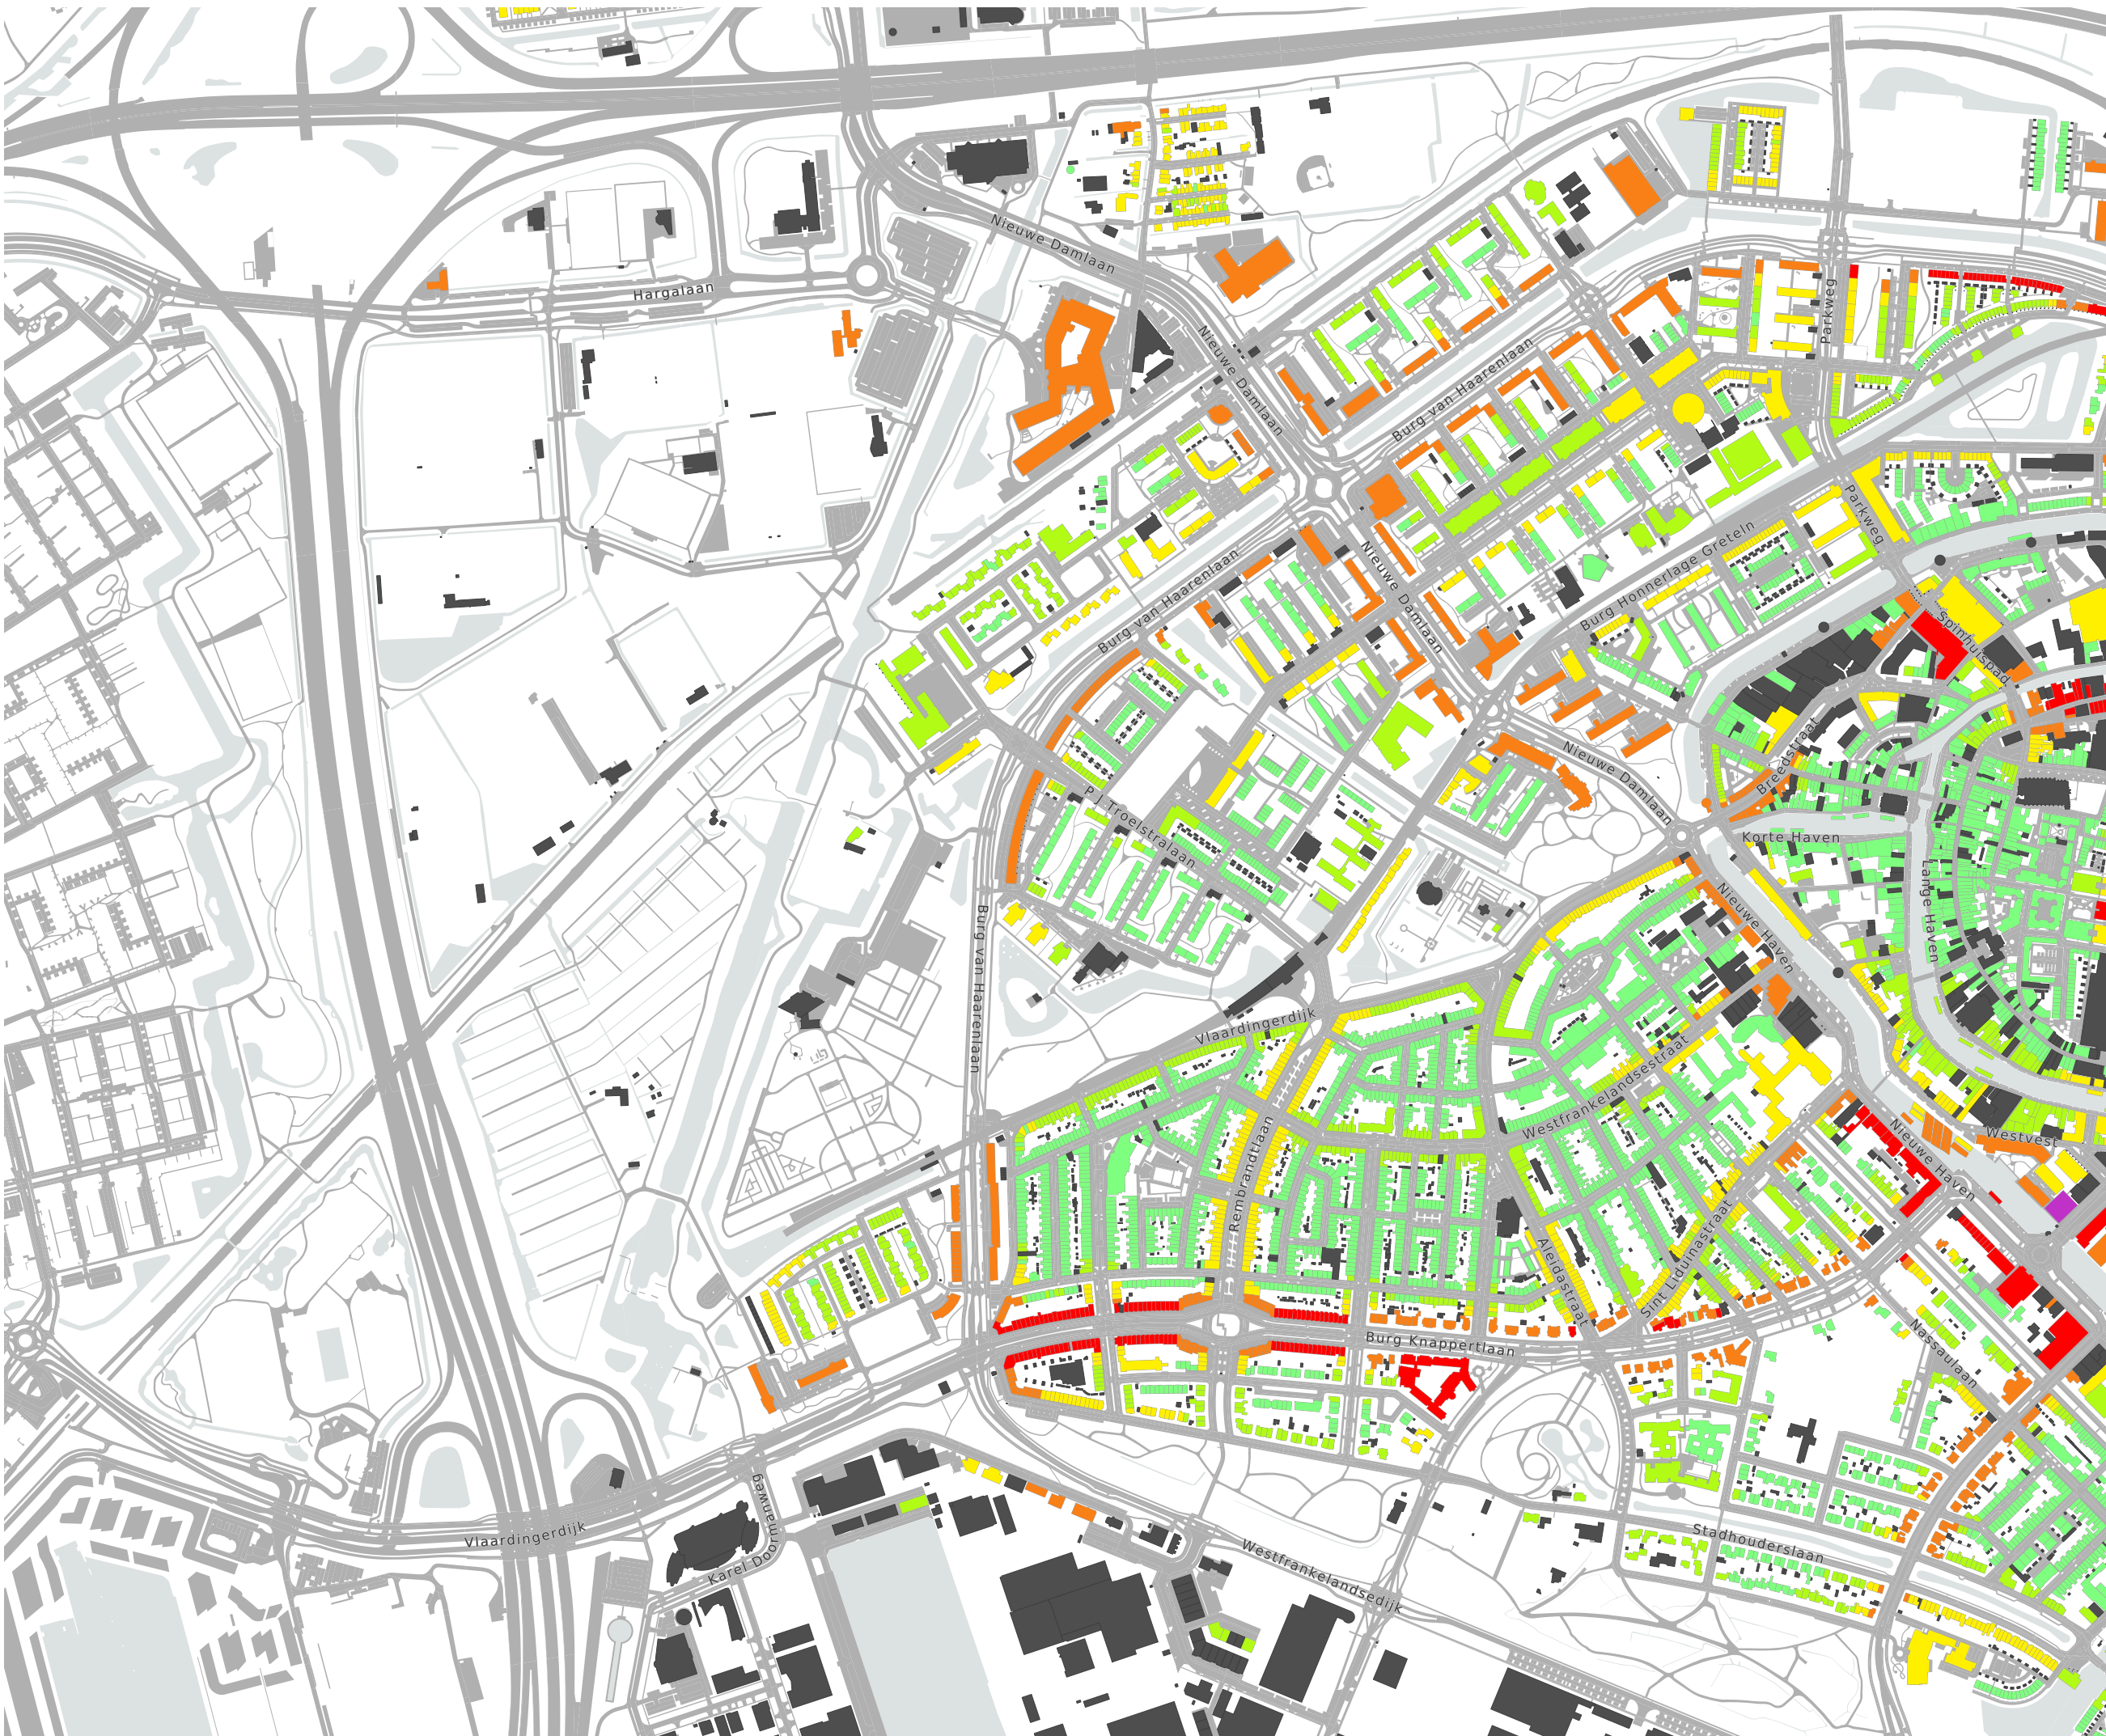 Nieuwe Damlaan
Hargalaan
Parkweg
Nieuwe Damlaan
Burg van Haarenlaan
Parkweg
Burg Honnerlage Greteln
Nieuwe Damlaan
Burg van Haarenlaan
Spinhuispad
Nieuwe Damlaan
Breedstraat
P J Troelstralaan
Korte Haven
Lange Haven
Nieuwe Haven
Burg van Haarenlaan
Vlaardingerdijk
Westfrankelandsestraat
Rembrandtlaan
Nieuwe Haven
Westvest
Aleidastraat
Sint Liduinastraat
Burg Knappertlaan
Nassaulaan
Vlaardingerdijk
Karel Doormanweg
Westfrankelandsedijk
Stadhouderslaan